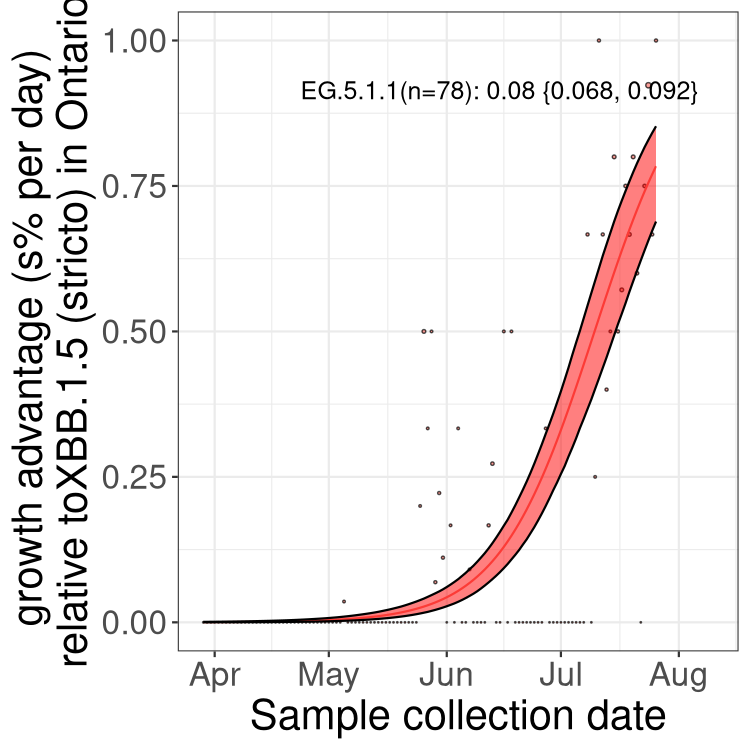 growth advantage (s% per day)
relative toXBB.1.5 (stricto) in Ontario
1.00
0.75
0.50
0.25
0.00
EG.5.1.1(n=78): 0.08 {0.068, 0.092}
Apr May Jun Jul Aug
Sample collection date